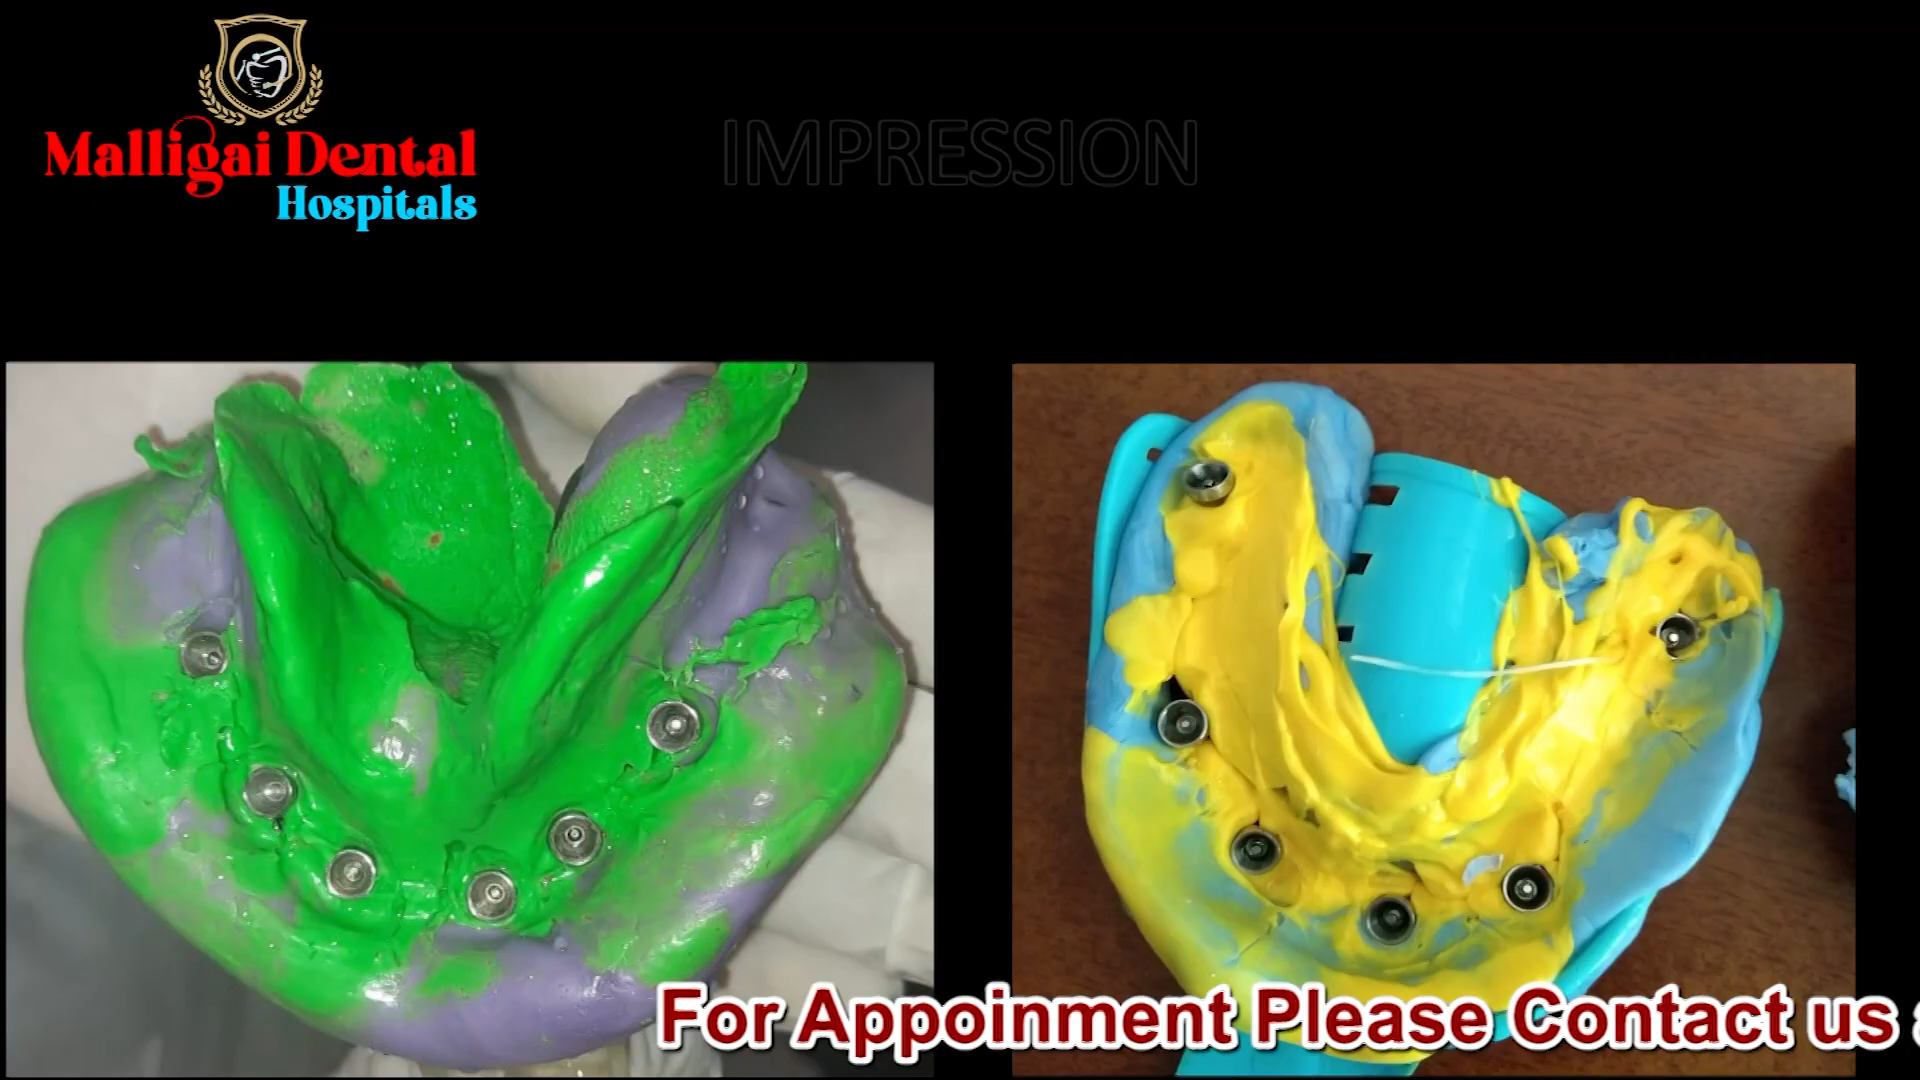 Malligai Dental
Hospitals
IMPRESSION
For Appoinment Please Contact us